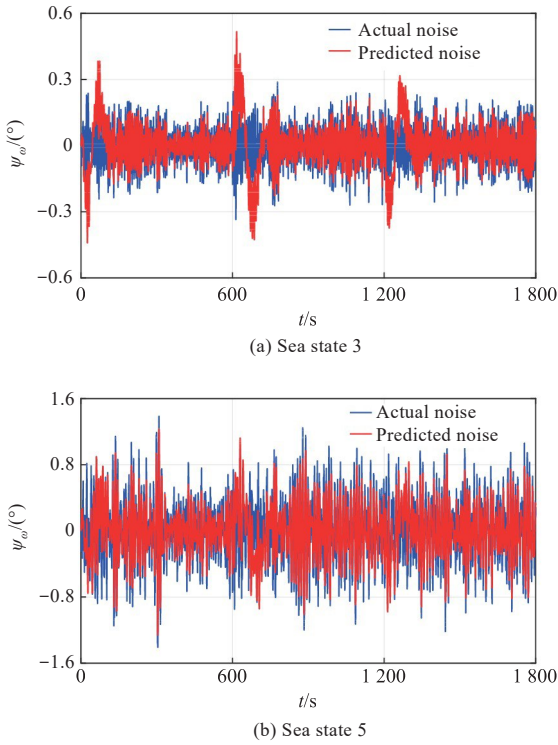 0.6
Actual noise
Predicted noise
0.3
0
−0.3
−0.6
ψω/(°)
0 600 1 200 1 800
t/s
(a) Sea state 3
1.6
Actual noise
Predicted noise
0.8
0
−0.8
−1.6
ψω/(°)
0 600 1 200 1 800
t/s
(b) Sea state 5